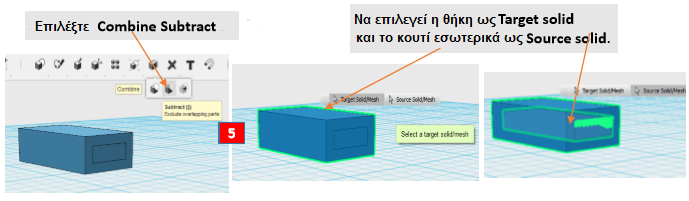 Επιλέξτε Combine Subtract
Να επιλεγεί η θήκη ως Target solid
και το κουτί εσωτερικά ως Source solid.
T
Combine
Subtract (])
Exclude overlapping parts
5
Target Solid/Mesh Source Solid/Mesh
Select a target solid/mesh
Target Solid/Mesh Source Solid/Mesh